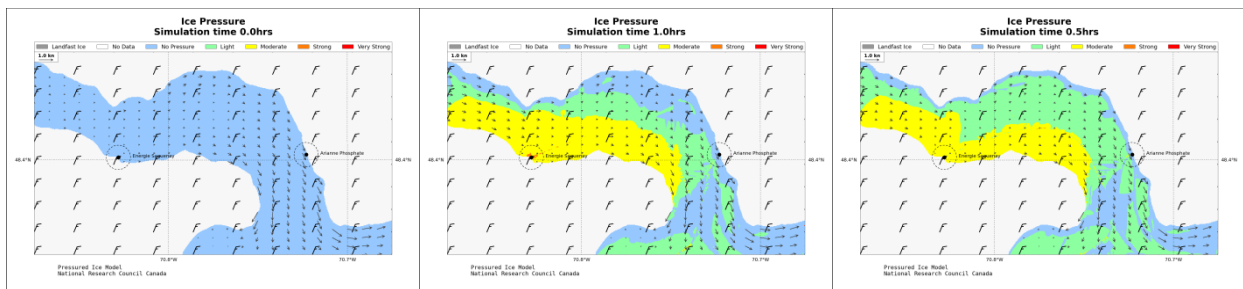 Ice Pressure
Simulation time 0.0hrs
Landfast Ice No Data No Pressure Light Moderate Strong Very Strong
1.0 kn
Energie Saguenay
Arianne Phosphate
48.4°N
48.4°N
70.8°W
70.7°W
Pressured Ice Model
National Research Council Canada
Ice Pressure
Simulation time 1.0hrs
Landfast Ice No Data No Pressure Light Moderate Strong Very Strong
1.0 kn
Energie Saguenay
Arianne Phosphate
48.4°N
48.4°N
70.8°W
70.7°W
Pressured Ice Model
National Research Council Canada
Ice Pressure
Simulation time 0.5hrs
Landfast Ice No Data No Pressure Light Moderate Strong Very Strong
1.0 kn
Energie Saguenay
Arianne Phosphate
48.4°N
48.4°N
70.8°W
70.7°W
Pressured Ice Model
National Research Council Canada